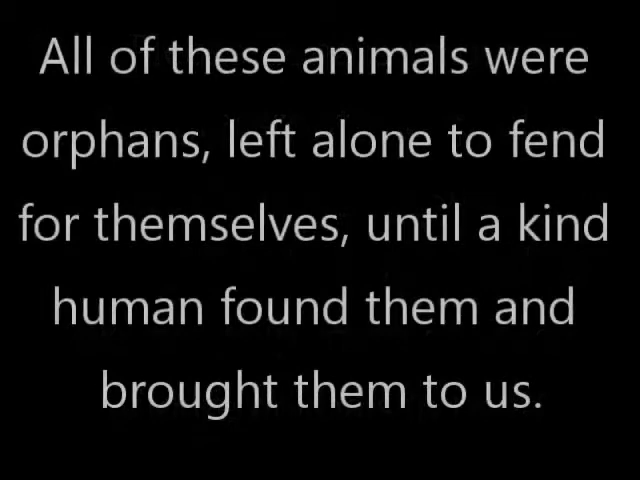 All of these animals were
orphans, left alone to fend
for themselves, until a kind
human found them and
brought them to us.